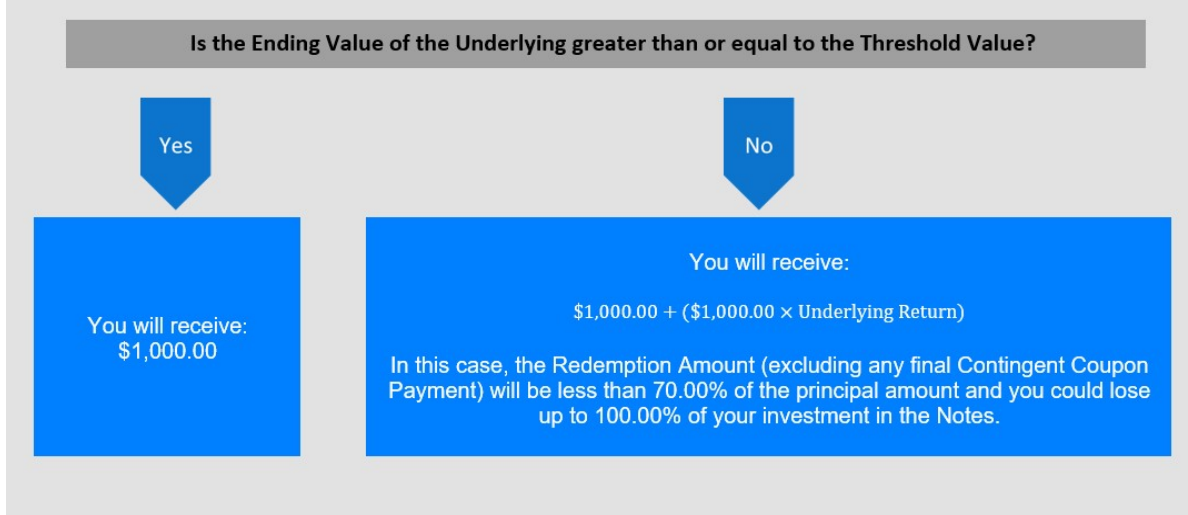 Is the Ending Value of the Underlying greater than or equal to the Threshold Value?
Yes
No
You will receive:
$1,000.00
You will receive:
$1,000.00 + ($1,000.00 × Underlying Return)
In this case, the Redemption Amount (excluding any final Contingent Coupon
Payment) will be less than 70.00% of the principal amount and you could lose
up to 100.00% of your investment in the Notes.